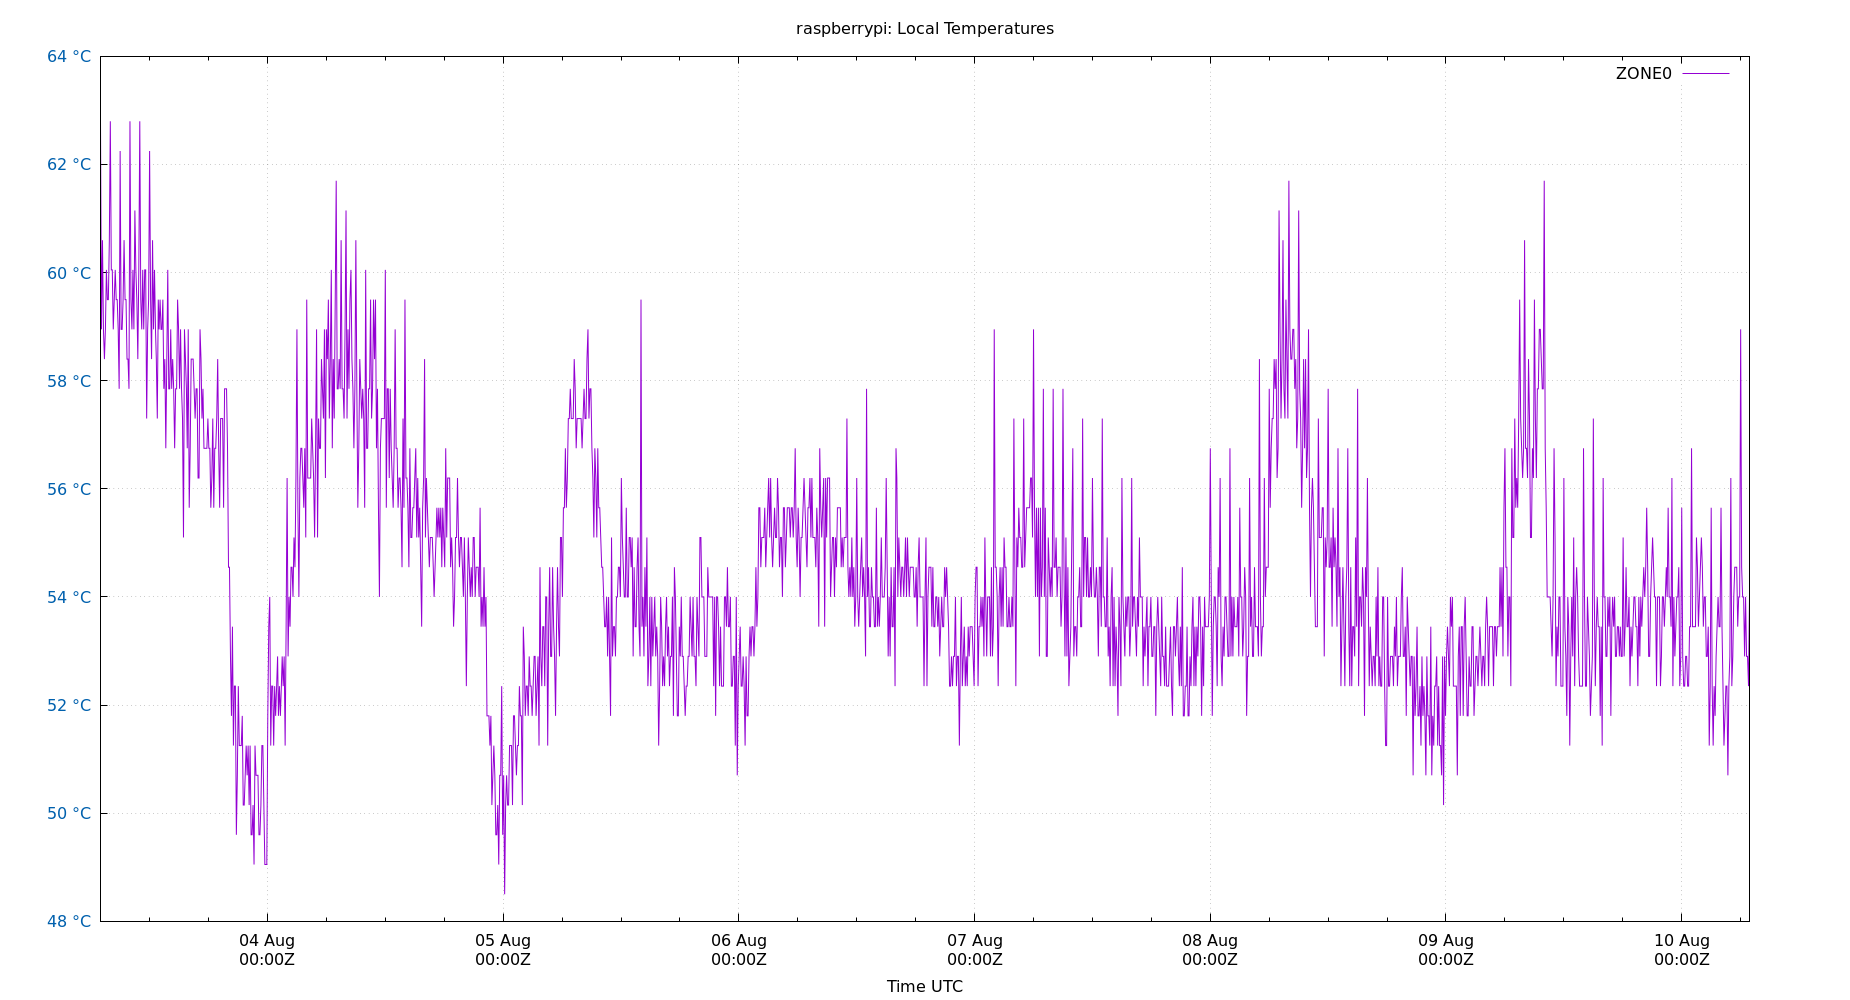 raspberrypi: Local Temperatures
64 °C
ZONE0
62 °C
60 °C
58 °C
56 °C
54 °C
52 °C
50 °C
48 °C
04 Aug 05 Aug 06 Aug 07 Aug 08 Aug 09 Aug 10 Aug
00:00Z 00:00Z 00:00Z 00:00Z 00:00Z 00:00Z 00:00Z
Time UTC